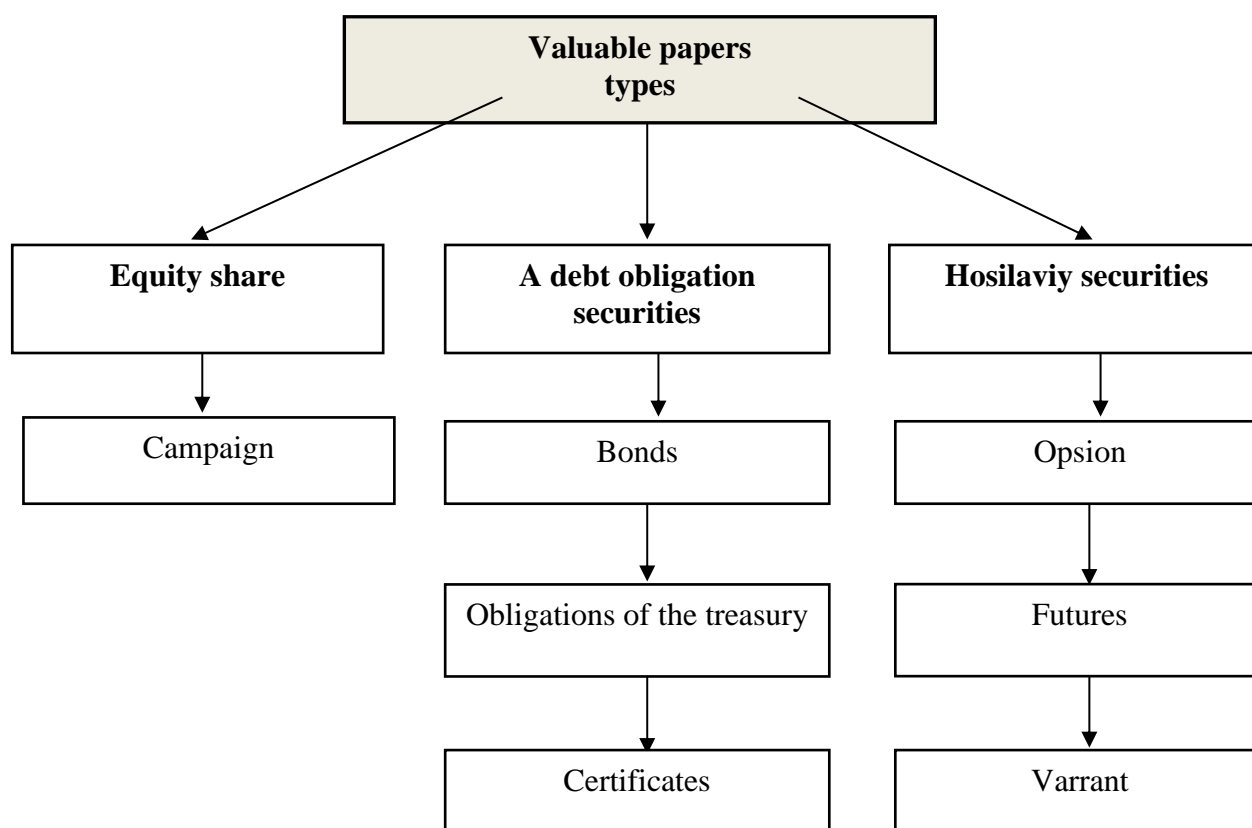 Valuable papers
types
Equity share
A debt obligation
securities
Hosilaviy securities
Campaign
Bonds
Opsion
Obligations of the treasury
Futures
Certificates
Varrant